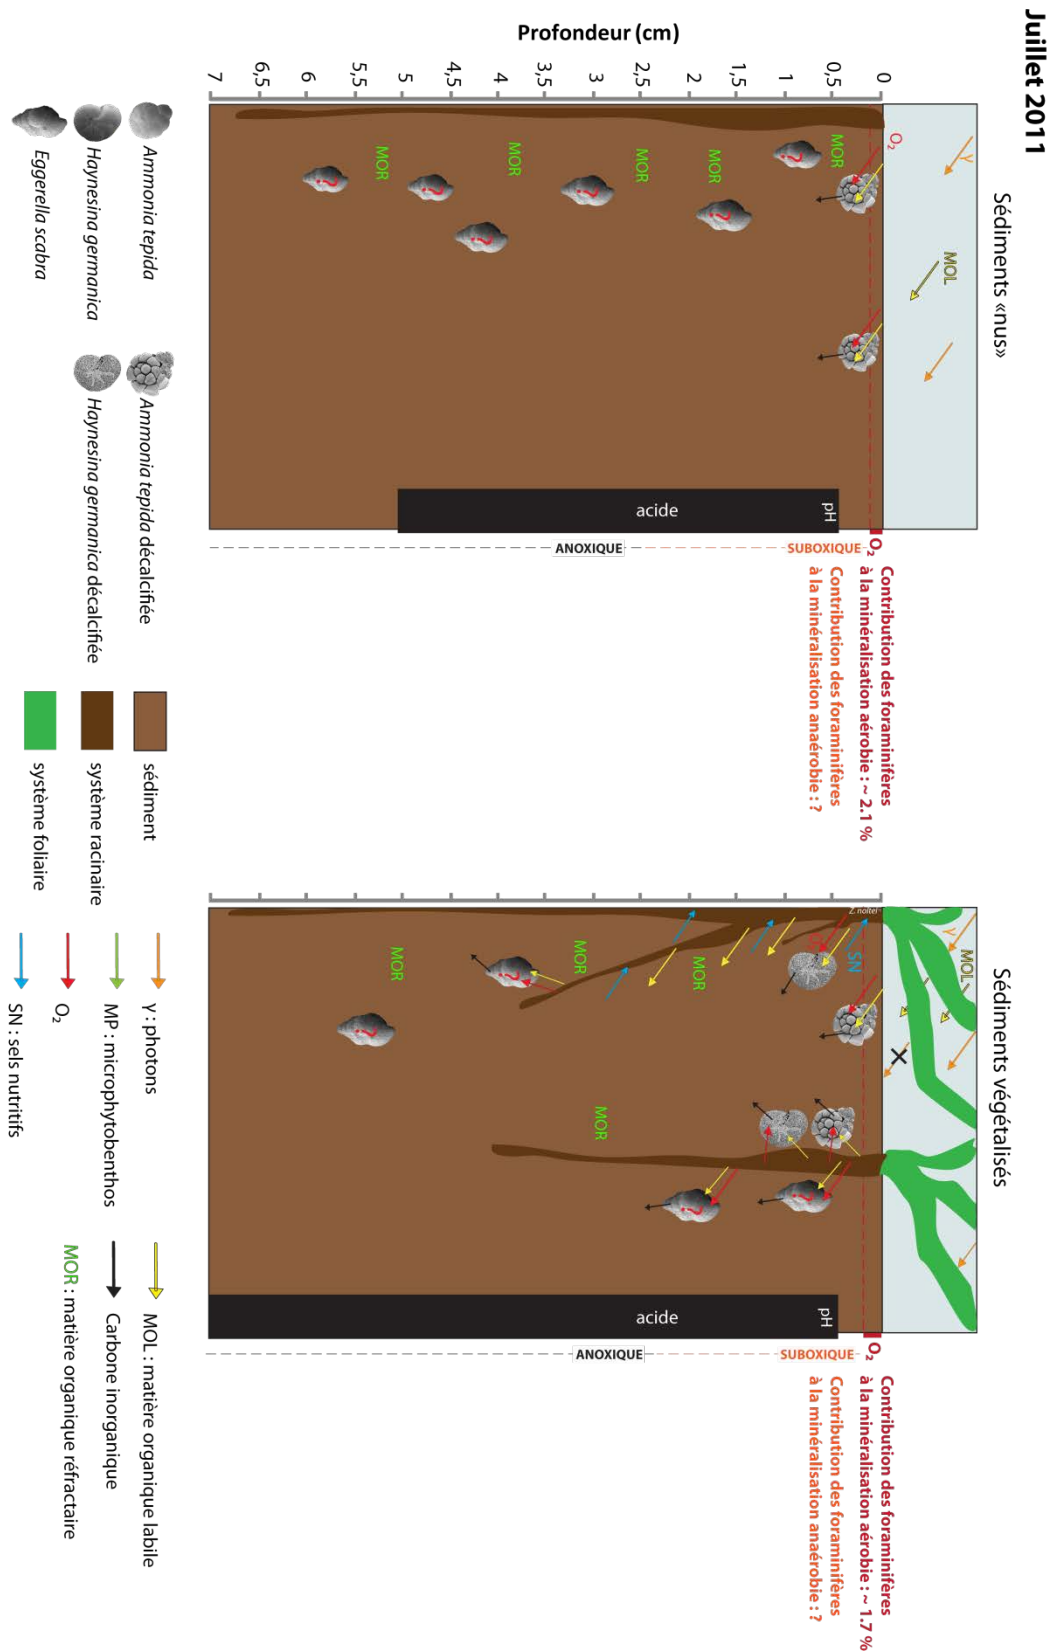 Juillet 2011
Sédiments «nus»
Profondeur (cm)
0
0,5
1
1,5
2
2,5
3
3,5
4
4,5
5
5,5
6
6,5
7
γ
MOL
O₂
MOR
MOR
MOR
MOR
MOR
?
?
?
?
?
?
pH
acide
O₂
SUBOXIQUE
ANOXIQUE
Contribution des foraminifères
à la minéralisation aérobie : ~ 2.1 %
Contribution des foraminifères
à la minéralisation anaérobie : ?
Sédiments végétalisés
γ
MOL
Z. noltei
SN
O₂
MOR
MOR
MOR
MOR
?
?
?
?
pH
acide
O₂
SUBOXIQUE
ANOXIQUE
Contribution des foraminifères
à la minéralisation aérobie : ~ 1.7 %
Contribution des foraminifères
à la minéralisation anaérobie : ?
Ammonia tepida
Haynesina germanica
Eggerella scabra
Ammonia tepida décalcifiée
Haynesina germanica décalcifiée
sédiment
système racinaire
système foliaire
γ : photons
MP : microphytobenthos
O₂
SN : sels nutritifs
MOL : matière organique labile
Carbone inorganique
MOR : matière organique réfractaire